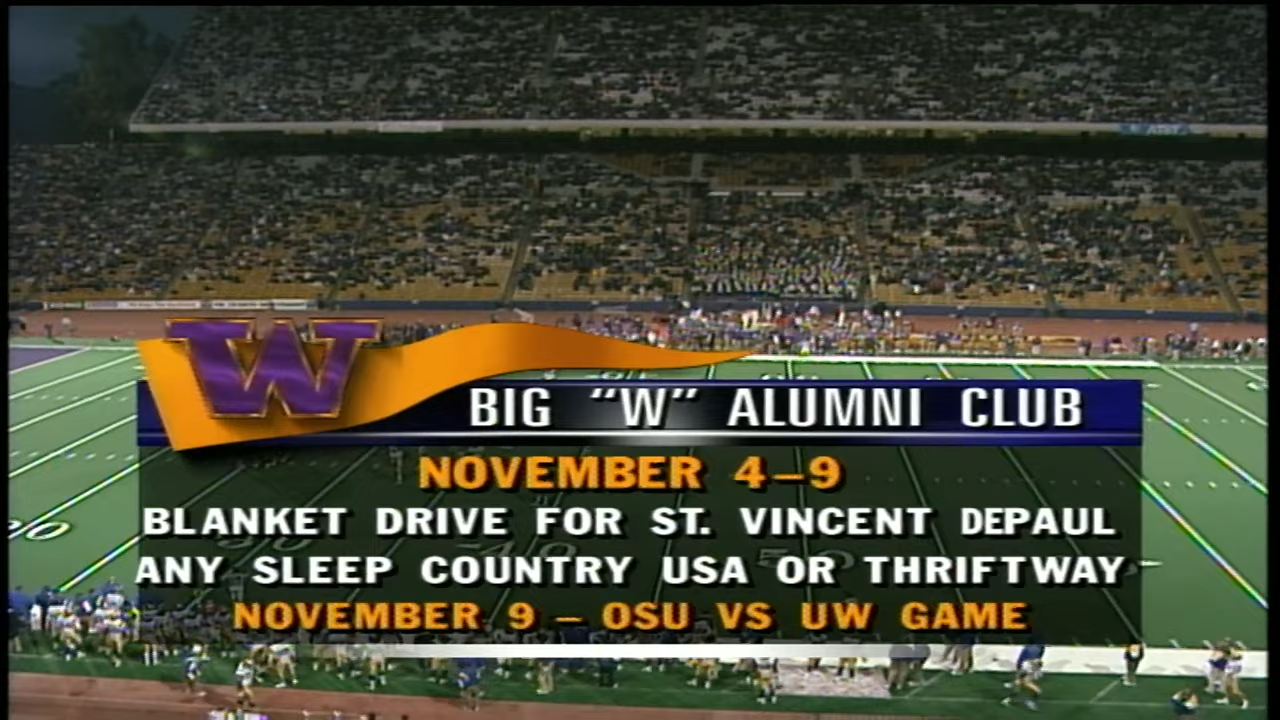 AT&T
W
BIG "W" ALUMNI CLUB
NOVEMBER 4-9
BLANKET DRIVE FOR ST. VINCENT DEPAUL
ANY SLEEP COUNTRY USA OR THRIFTWAY
NOVEMBER 9 - OSU VS UW GAME